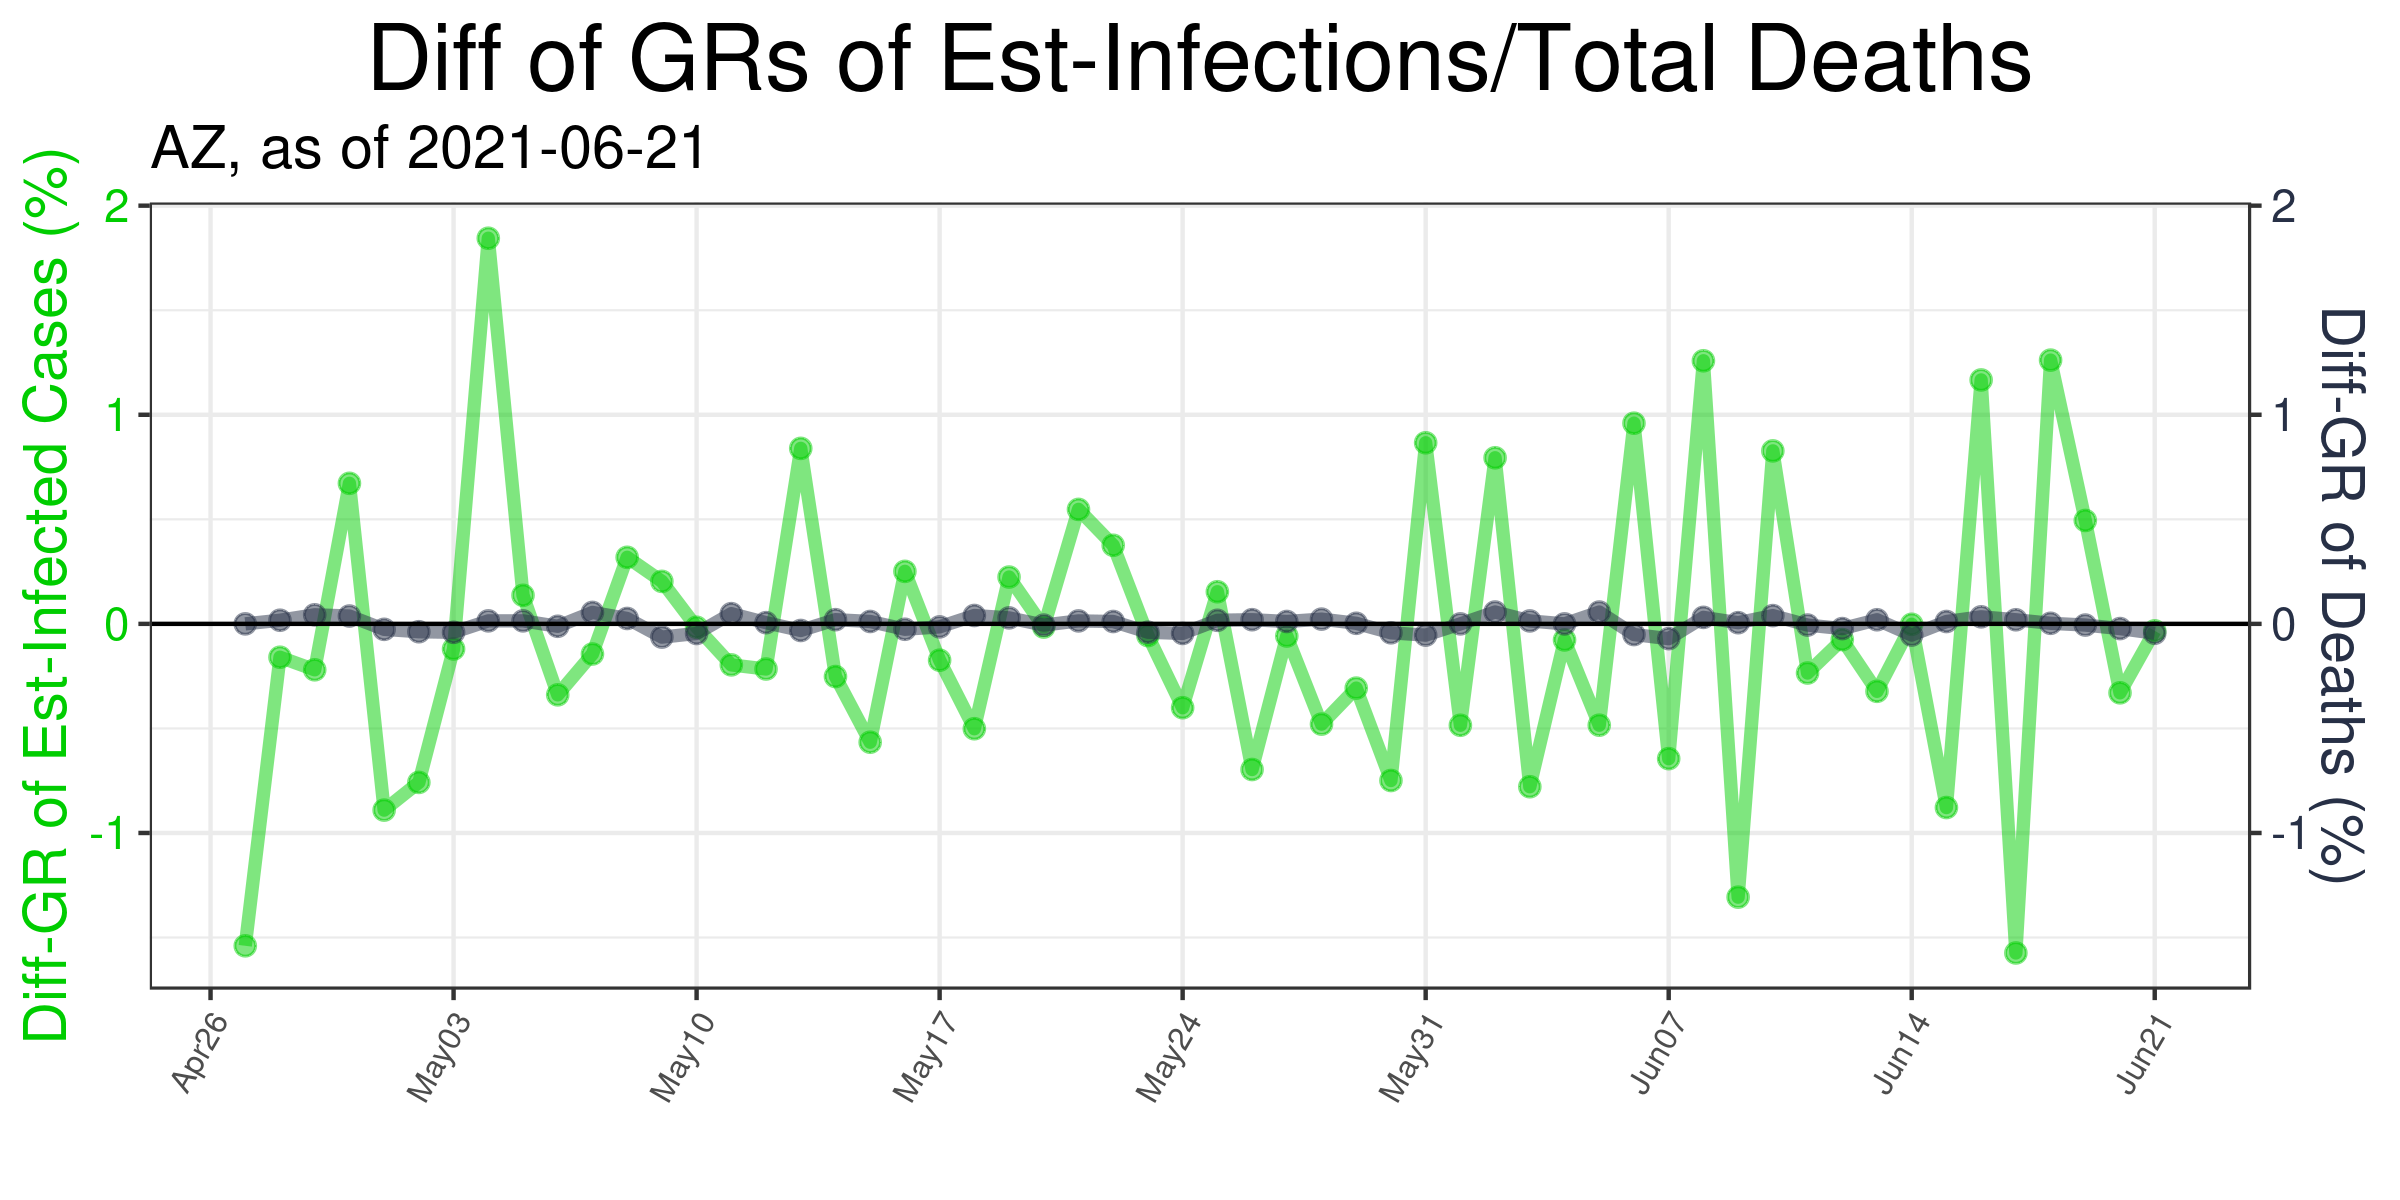 Diff of GRs of Est-Infections/Total Deaths
AZ, as of 2021-06-21
Diff-GR of Est-Infected Cases (%)
2
1
0
-1
2
1
0
-1
Diff-GR of Deaths (%)
Apr26
May03
May10
May17
May24
May31
Jun07
Jun14
Jun21